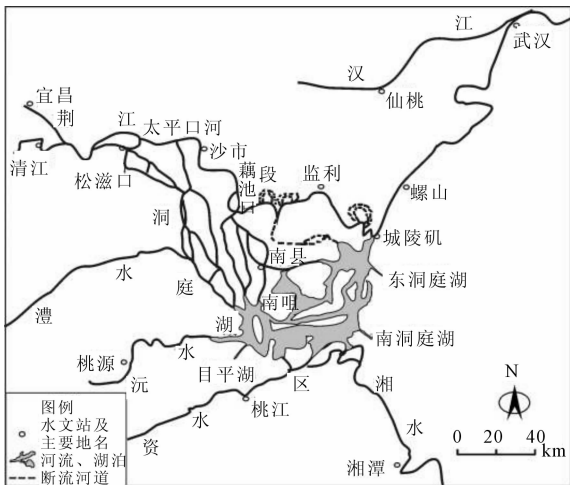 江
武汉
汉
仙桃
宜昌
荆
江
太平口河
清江
松滋口
沙市
藕池口
段
监利
螺山
城陵矶
洞
庭
湖
区
南县
东洞庭湖
澧
水
南咀
南洞庭湖
桃源
沅
水
目平湖
资
水
桃江
湘
水
湘潭
N
0 20 40
km
图例
水文站及
主要地名
河流、湖泊
断流河道